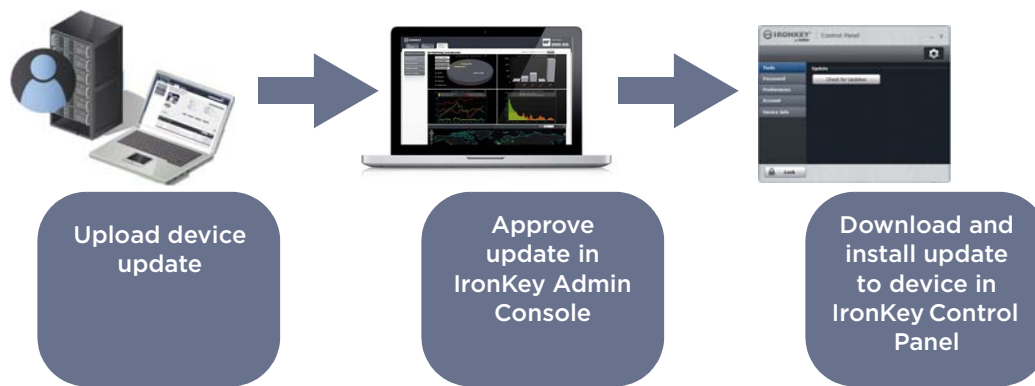 IRONKEY
Control Panel
Tools
Password
Preferences
Account
Device Info
Update
Check for Updates
Lock
Upload device
update
Approve
update in
IronKey Admin
Console
Download and
install update
to device in
IronKey Control
Panel